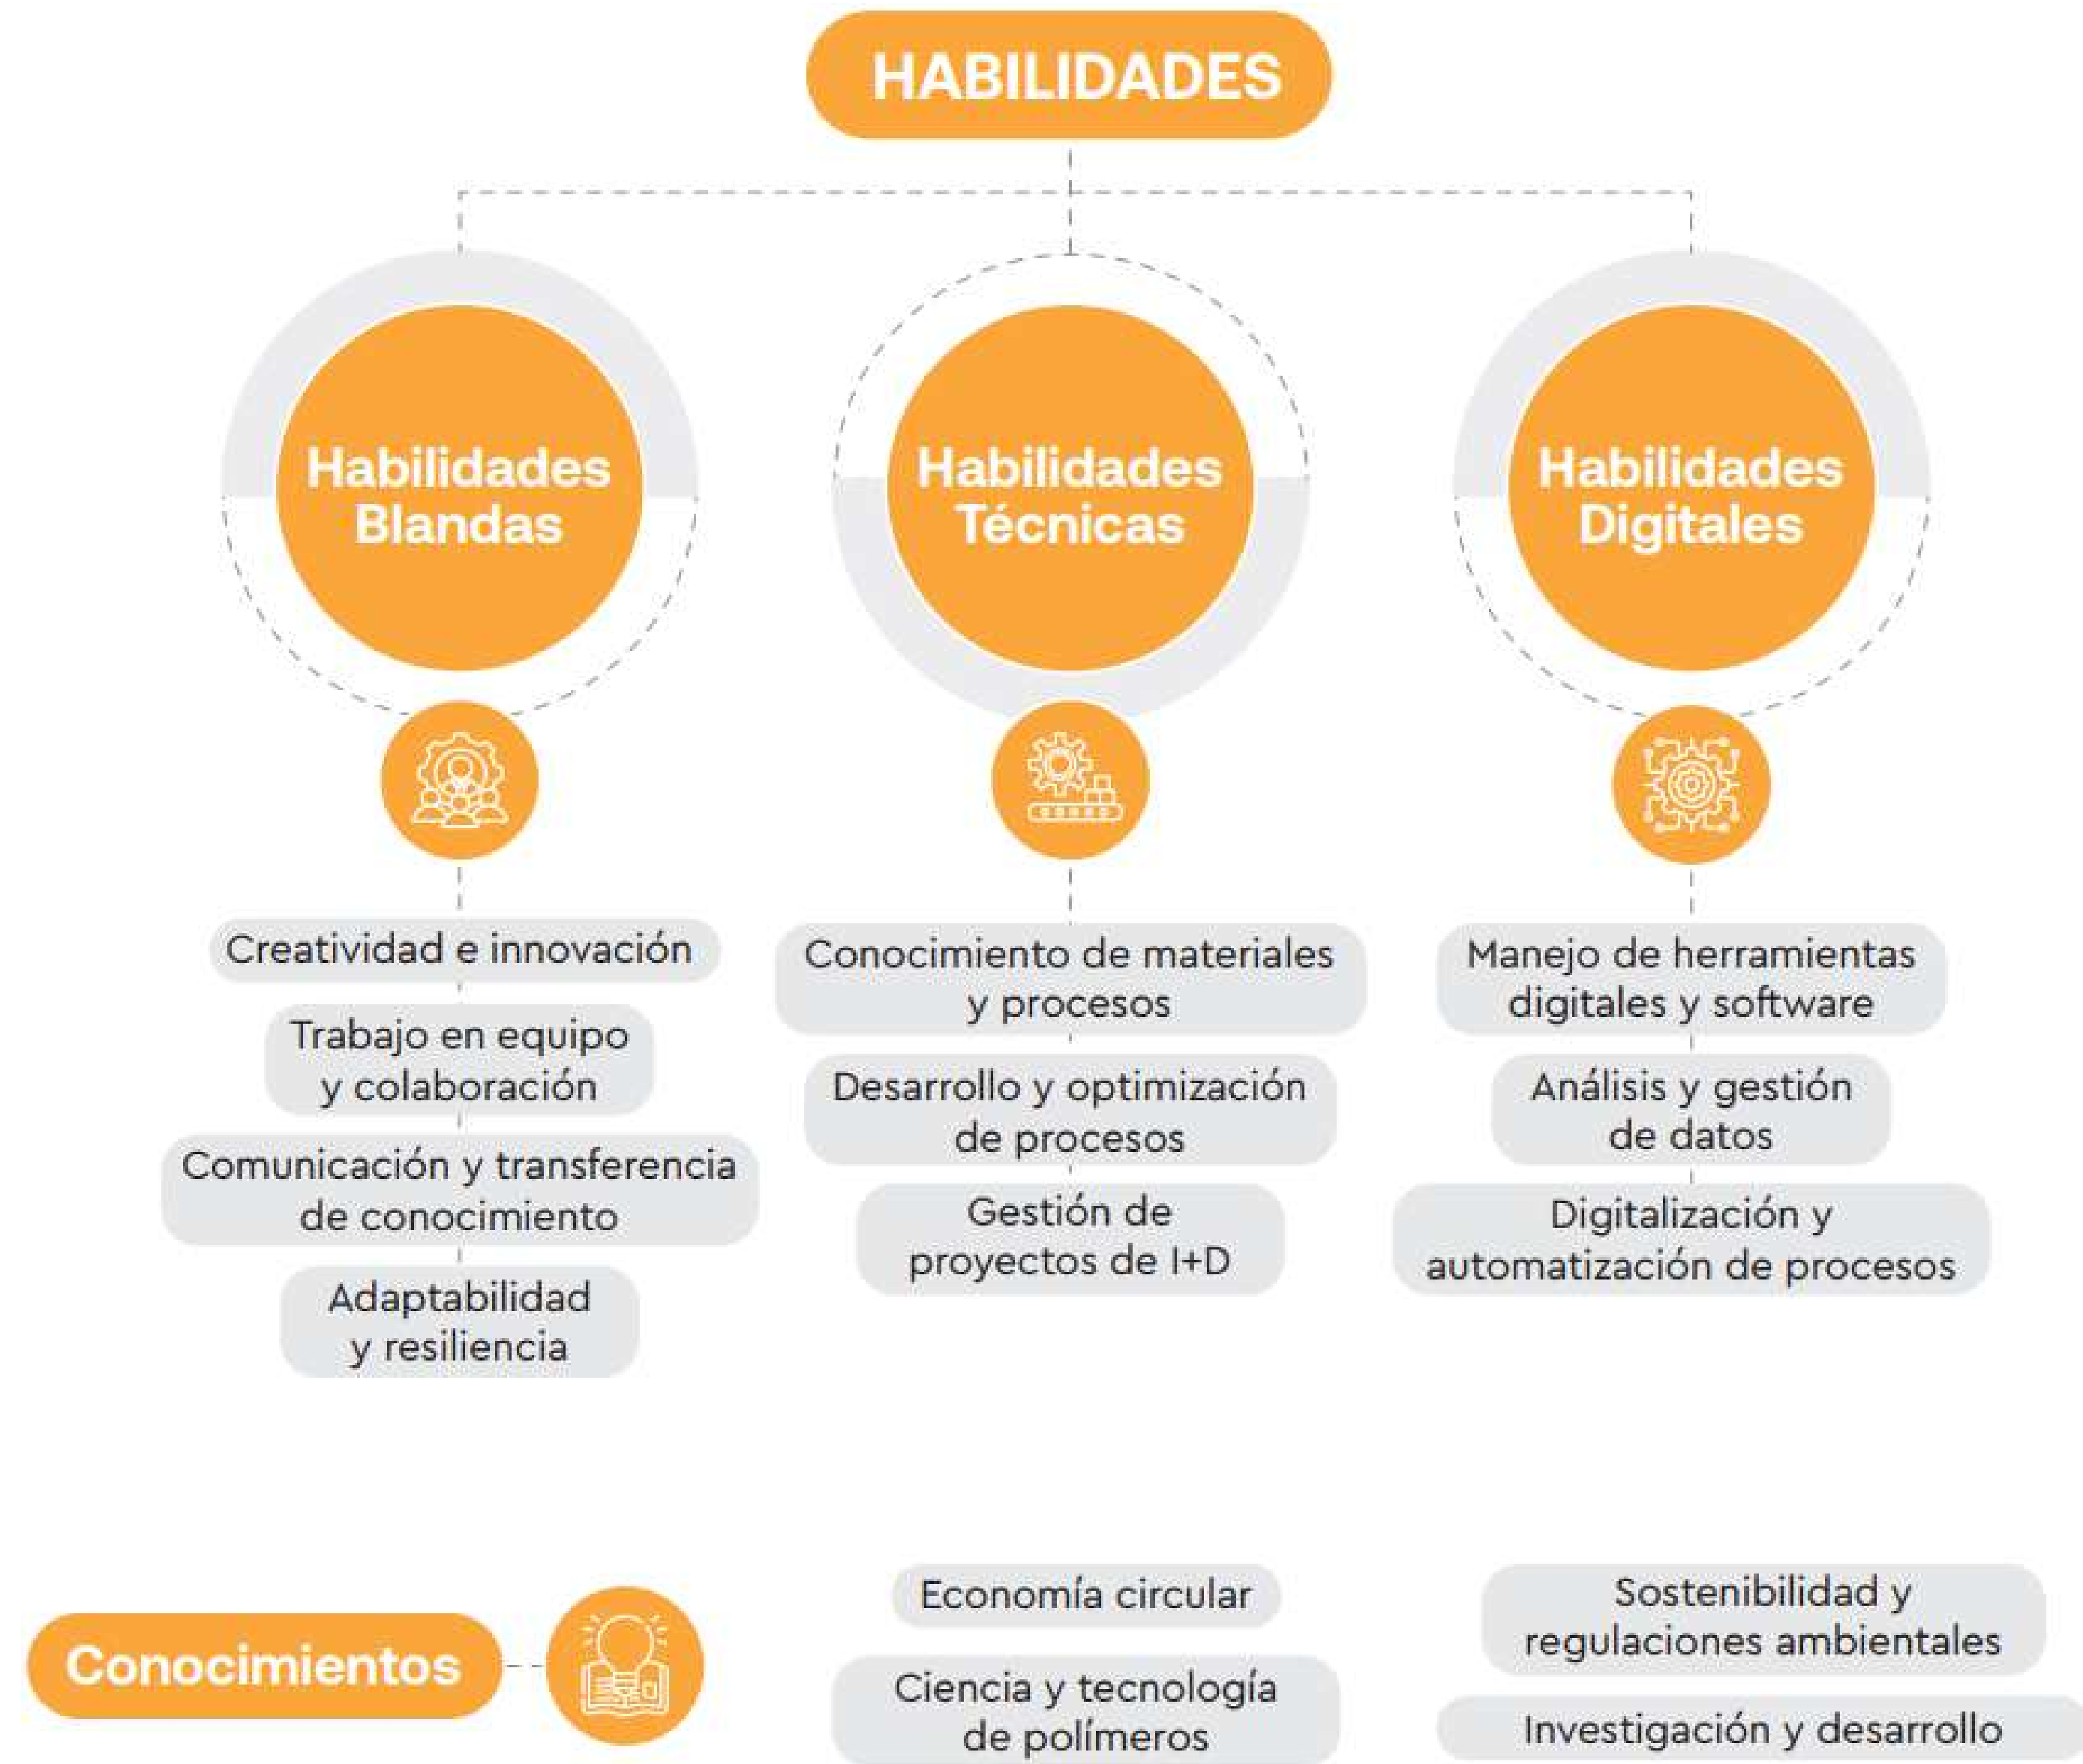 HABILIDADES
Habilidades
Blandas
Creatividad e innovación
Trabajo en equipo
y colaboración
Comunicación y transferencia
de conocimiento
Adaptabilidad
y resiliencia
Habilidades
Técnicas
Conocimiento de materiales
y procesos
Desarrollo y optimización
de procesos
Gestión de
proyectos de I+D
Habilidades
Digitales
Manejo de herramientas
digitales y software
Análisis y gestión
de datos
Digitalización y
automatización de procesos
Conocimientos
Economía circular
Ciencia y tecnología
de polímeros
Sostenibilidad y
regulaciones ambientales
Investigación y desarrollo